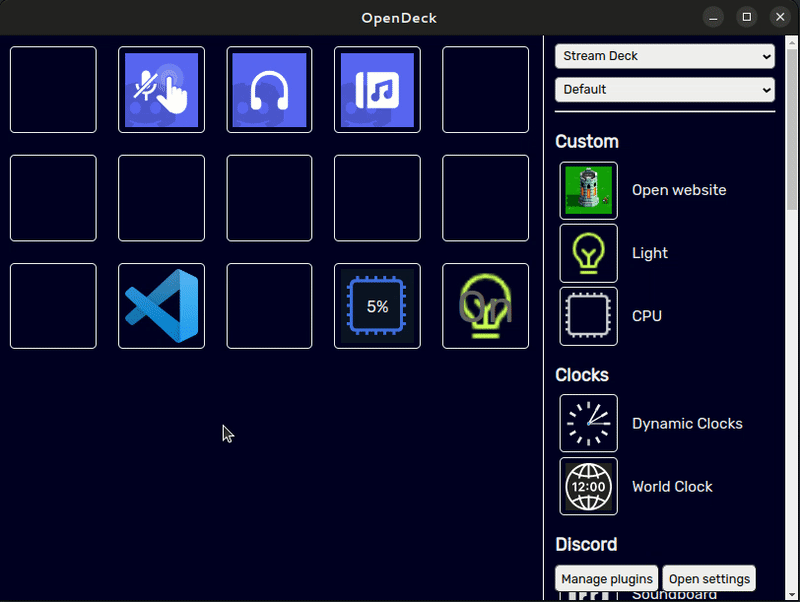 OpenDeck
Stream Deck
Default
Custom
Open website
Light
5%
On
CPU
Clocks
Dynamic Clocks
12:00
World Clock
Discord
Manage plugins
Open settings
Soundboard